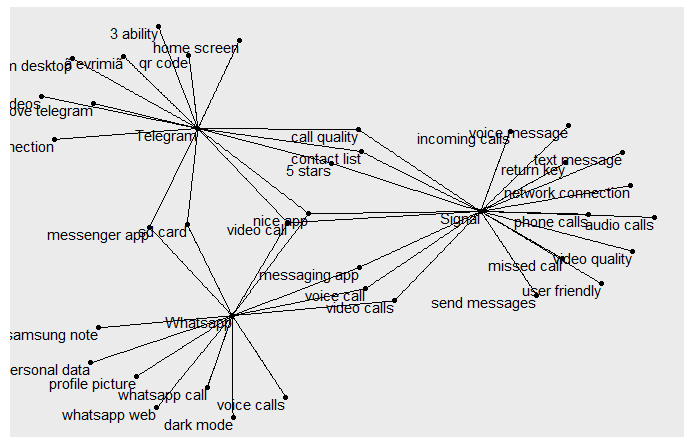 3 ability
home screen
n desktop
evrimiã
qr code
deos
ove telegram
Telegram
nection
call quality
contact list
5 stars
incoming calls
voice message
text message
return key
network connection
Signal
phone calls
audio calls
nice app
video call
messenger app
sd card
video quality
missed call
messaging app
user friendly
voice call
send messages
video calls
Whatsapp
samsung note
ersonal data
profile picture
whatsapp call
voice calls
whatsapp web
dark mode